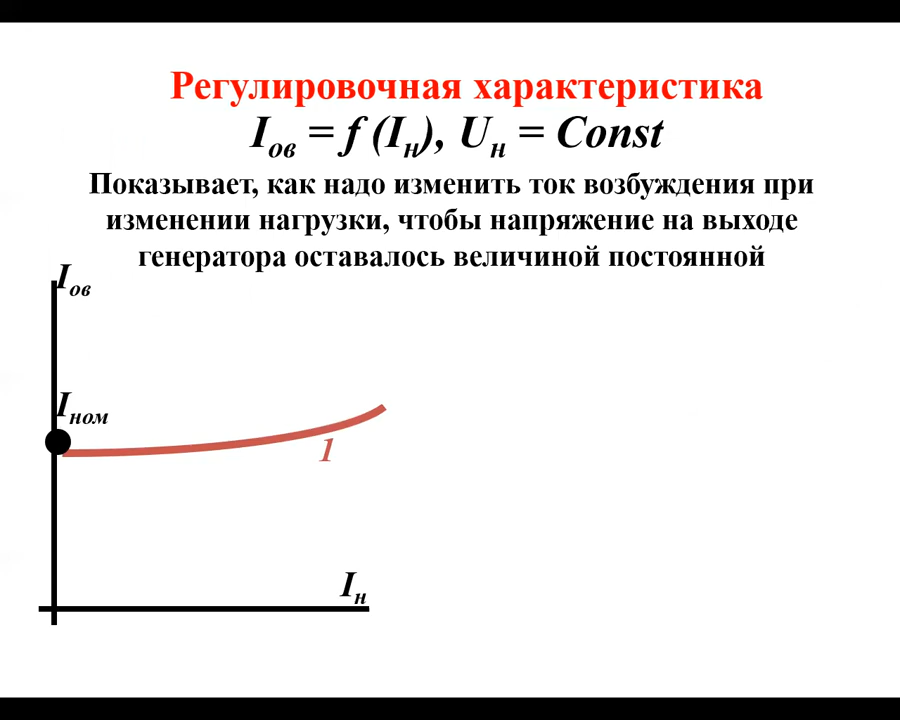 Регулировочная характеристика
Iов = f (Iн), Uн = Const
Показывает, как надо изменить ток возбуждения при
изменении нагрузки, чтобы напряжение на выходе
генератора оставалось величиной постоянной
Iов
Iном
1
Iн